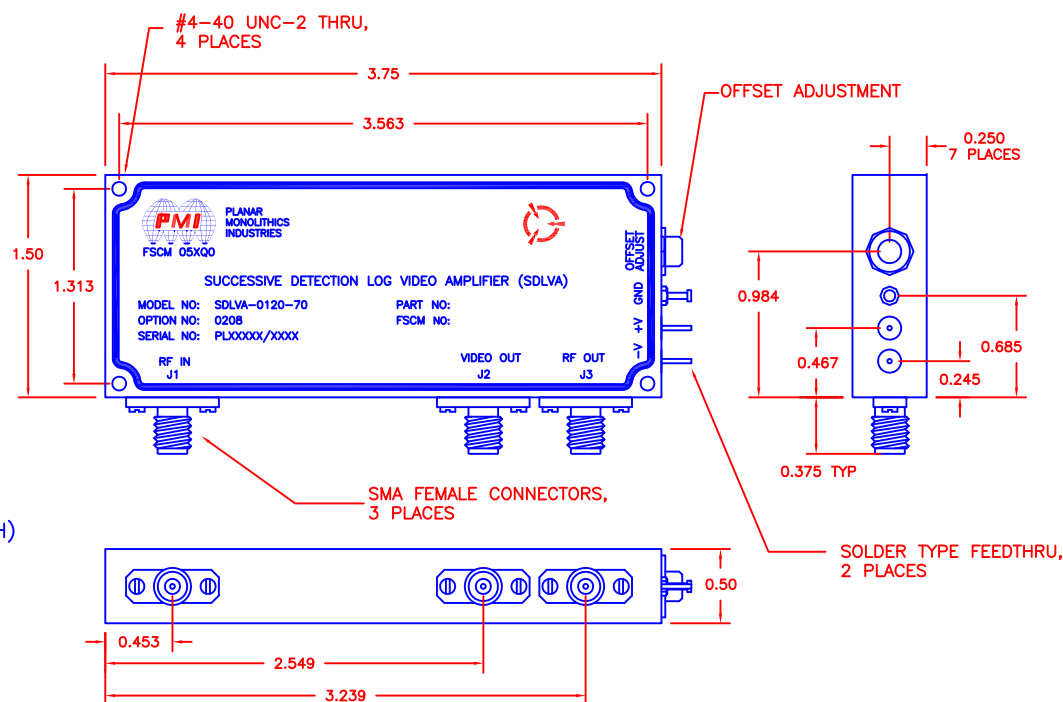 #4-40 UNC-2 THRU,
4 PLACES
3.75
OFFSET ADJUSTMENT
3.563
0.250
7 PLACES
PMI
PLANAR
MONOLITHICS
INDUSTRIES
FSCM 05XQ0
OFFSET
ADJUST
1.50
1.313
SUCCESSIVE DETECTION LOG VIDEO AMPLIFIER (SDLVA)
GND
0.984
MODEL NO: SDLVA-0120-70
PART NO:
OPTION NO: 0208
FSCM NO:
SERIAL NO: PLXXXXX/XXXX
+V
-V
0.685
0.467
0.245
RF IN
J1
VIDEO OUT
J2
RF OUT
J3
0.375 TYP
SMA FEMALE CONNECTORS,
3 PLACES
H)
SOLDER TYPE FEEDTHRU,
2 PLACES
0.50
0.453
2.549
3.239